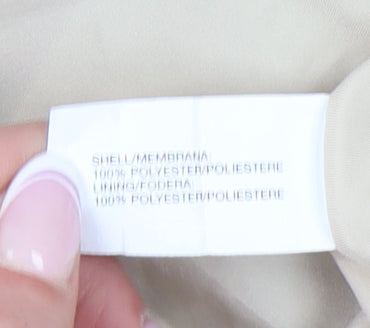 SHELL/MEMBRANA:
100% POLYESTER/POLIESTERE
LINING/FODERA:
100% POLYESTER/POLIESTERE